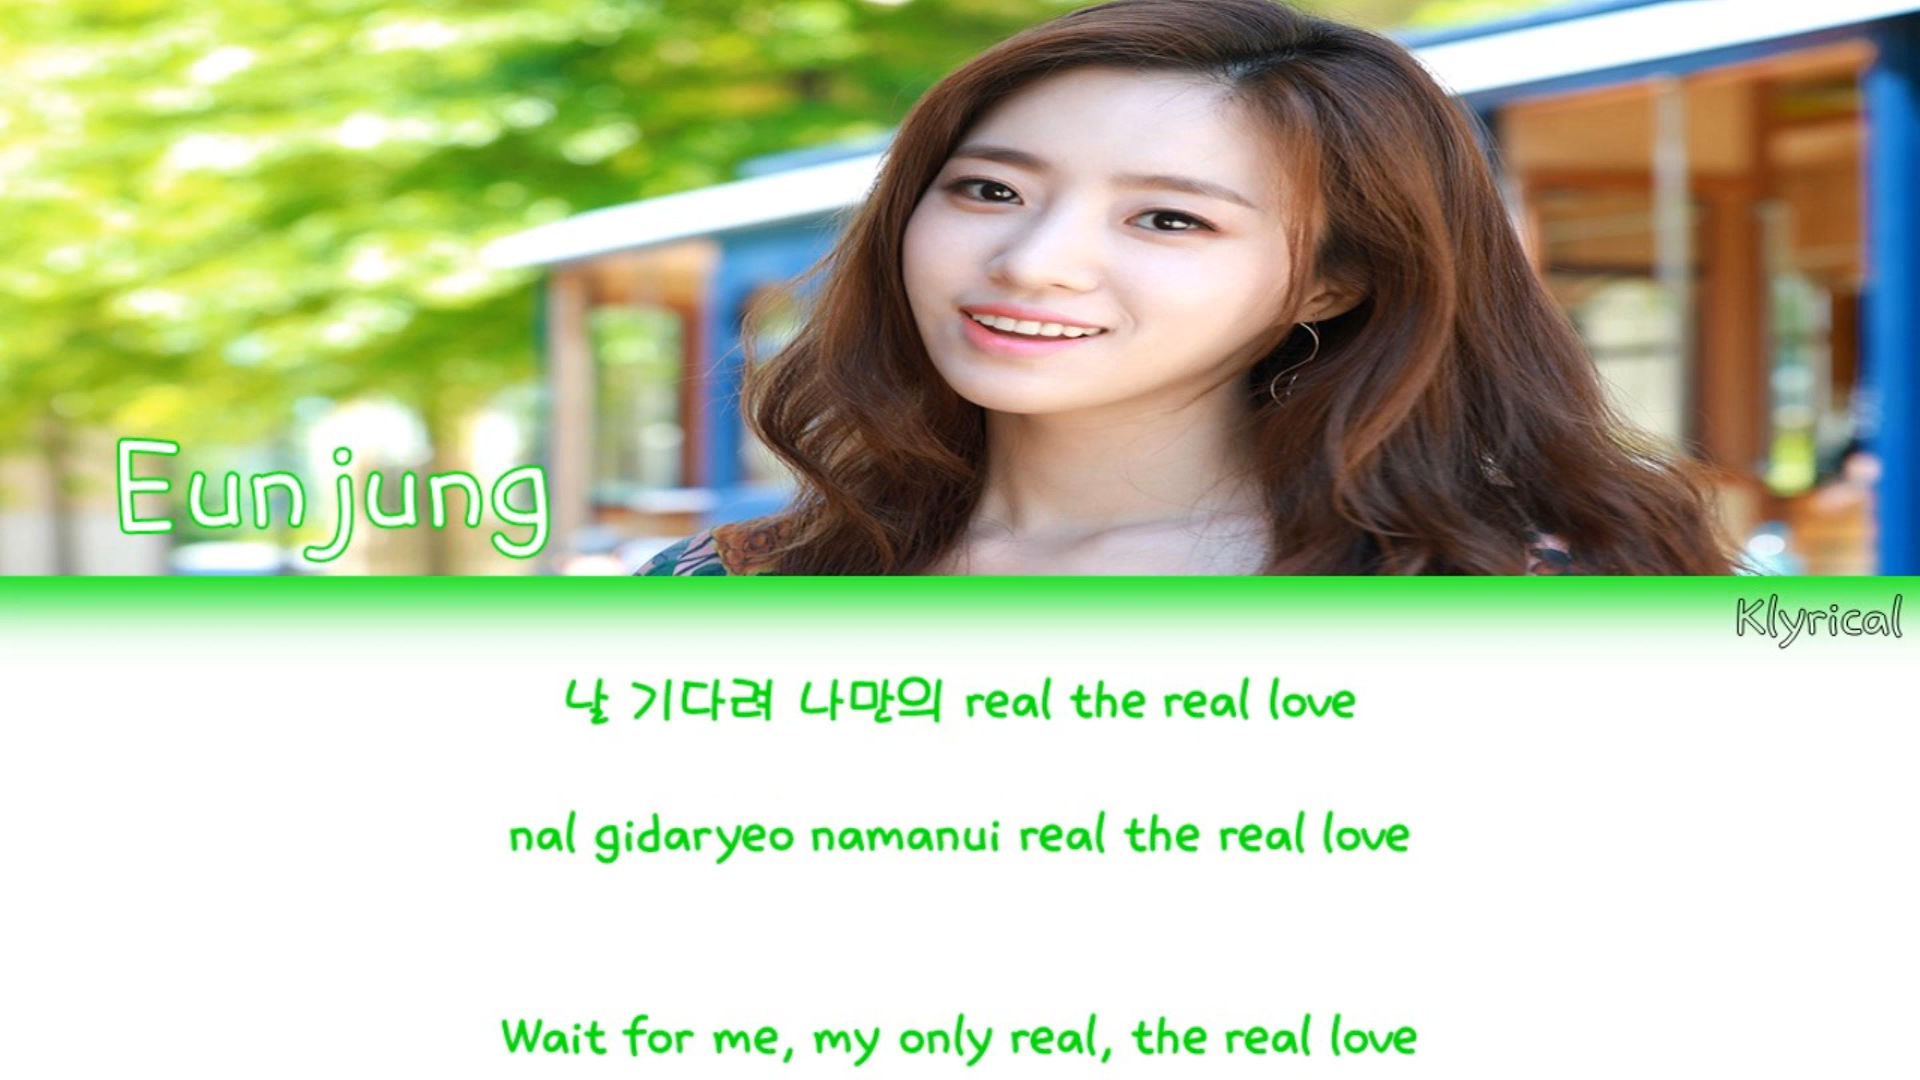 Eunjung
Klyrical
날 기다려 나만의 real the real love
nal gidaryeo namanui real the real love
Wait for me, my only real, the real love